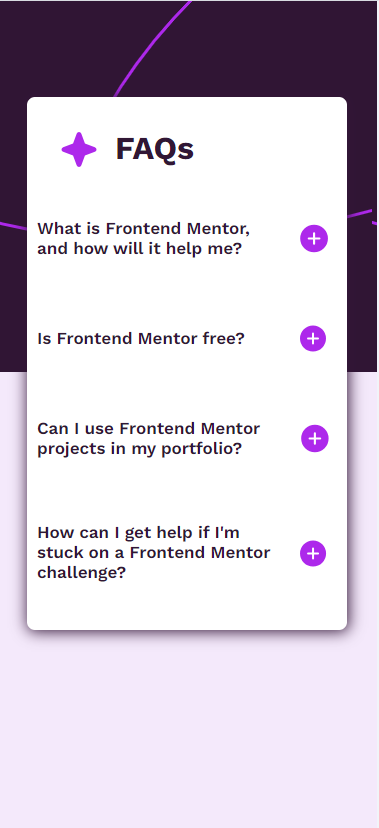 FAQs
What is Frontend Mentor,
and how will it help me?
Is Frontend Mentor free?
Can I use Frontend Mentor
projects in my portfolio?
How can I get help if I'm
stuck on a Frontend Mentor
challenge?